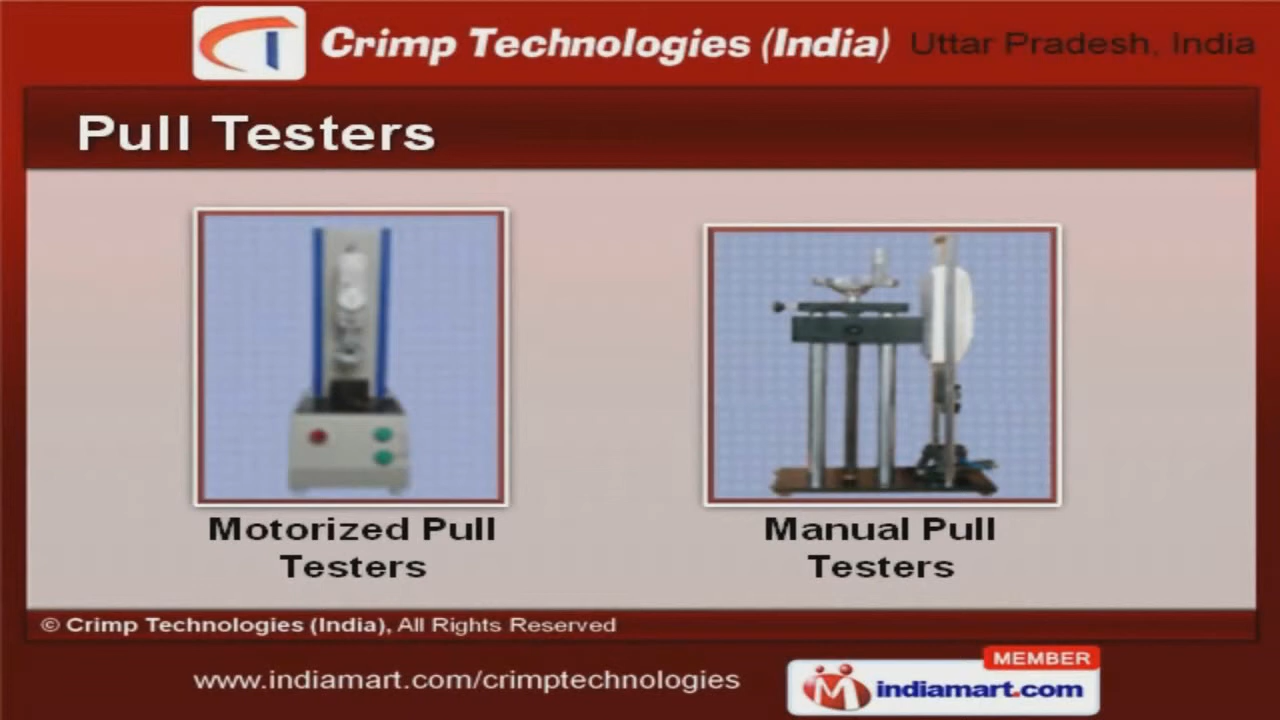 Crimp Technologies (India) Uttar Pradesh, India
Pull Testers
Motorized Pull
Testers
Manual Pull
Testers
© Crimp Technologies (India), All Rights Reserved
www.indiamart.com/crimptechnologies
MEMBER
indiamart.com